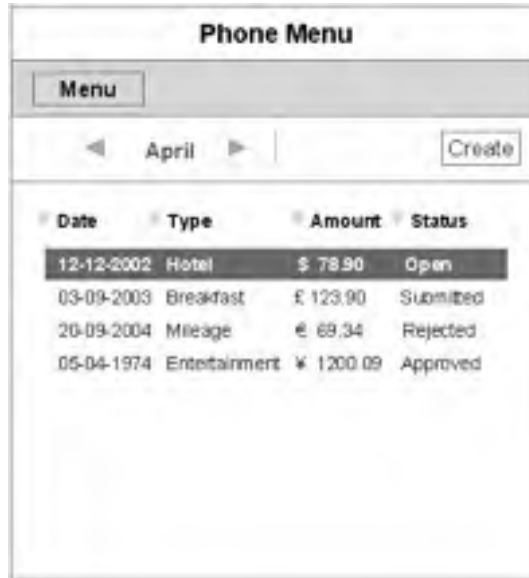 Phone Menu
Menu
April Create
Date Type Amount Status
12-12-2002 Hotel $ 78.90 Open
03-09-2003 Breakfast £ 123.90 Submitted
20-09-2004 Mileage € 69.34 Rejected
05-04-1974 Entertainment ¥ 1200.09 Approved